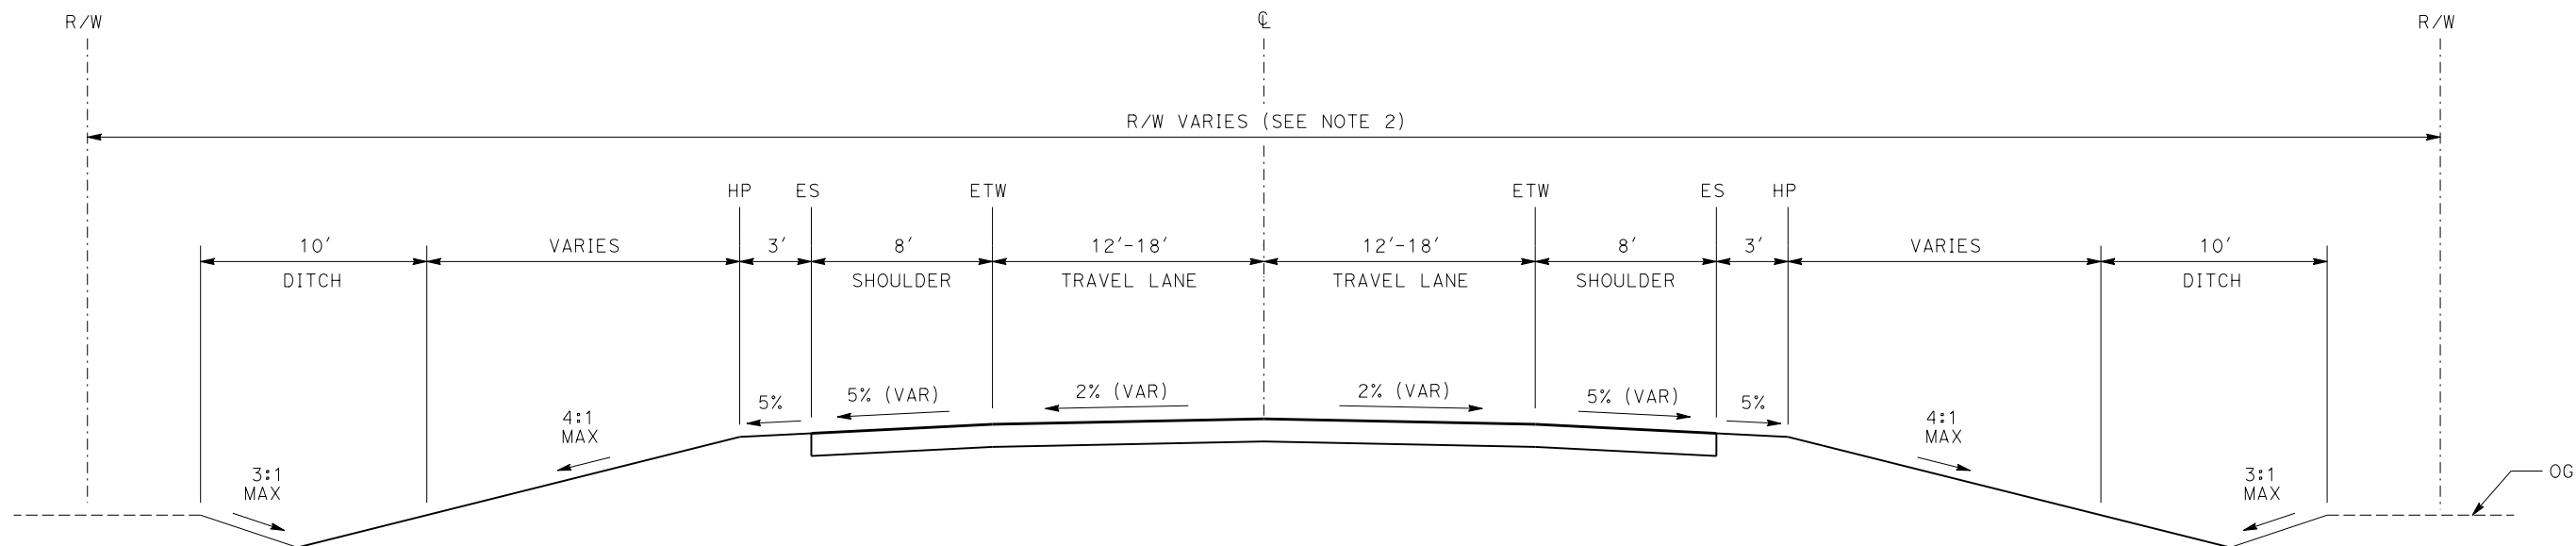 R/W ℄ R/W
R/W VARIES (SEE NOTE 2)
HP ES ETW ETW ES HP
10' VARIES 3' 8' 12'-18' 12'-18' 8' 3' VARIES 10'
DITCH SHOULDER TRAVEL LANE TRAVEL LANE SHOULDER DITCH
5% 5% (VAR) 2% (VAR) 2% (VAR) 5% (VAR) 5%
4:1 4:1
MAX MAX
3:1 3:1 OG
MAX MAX